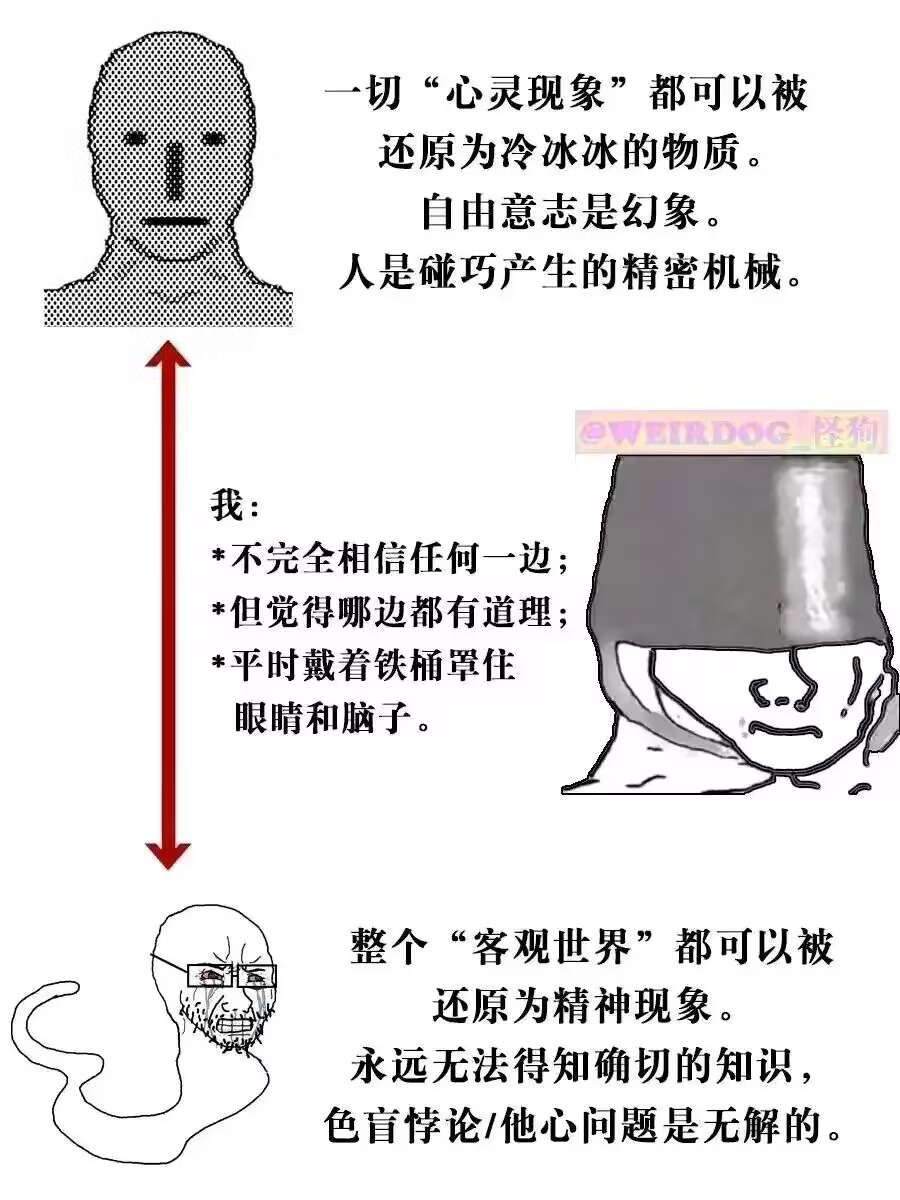 一切“心灵现象”都可以被
还原为冷冰冰的物质。
自由意志是幻象。
人是碰巧产生的精密机械。
@WEIRDOG_怪狗
我：
*不完全相信任何一边；
*但觉得哪边都有道理；
*平时戴着铁桶罩住
眼睛和脑子。
整个“客观世界”都可以被
还原为精神现象。
永远无法得知确切的知识，
色盲悖论/他心问题是无解的。